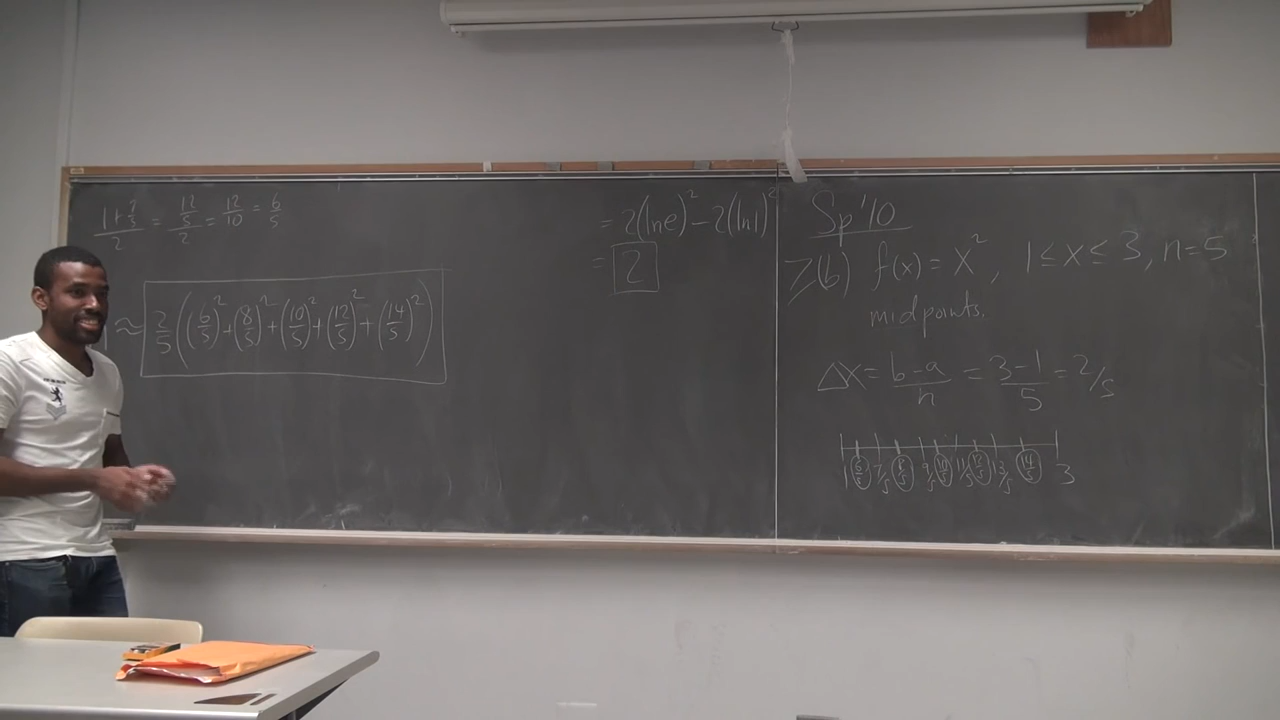 (1+7/5)/2 = (12/5)/2 = 12/10 = 6/5
≈ 2/5((6/5)²+(8/5)²+(10/5)²+(12/5)²+(14/5)²)
= 2(lne)² - 2(ln1)²
= 2
Sp'10
7(b) f(x) = x², 1≤x≤3, n=5
midpoints.
Δx = (b-a)/n = (3-1)/5 = 2/5
1 6/5 7/5 8/5 9/5 10/5 11/5 12/5 13/5 14/5 3